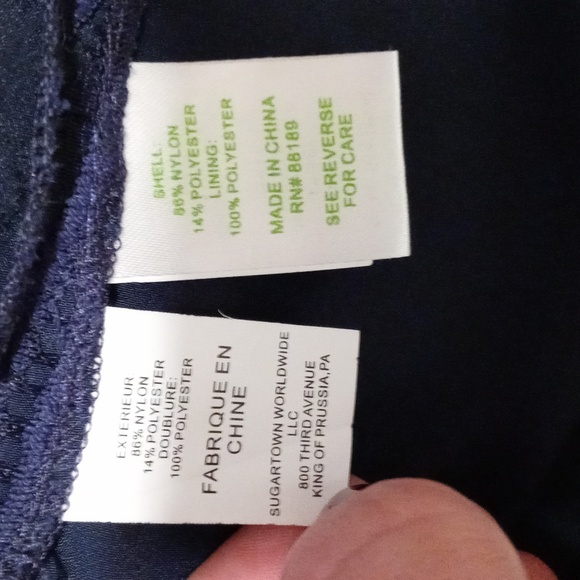 SHELL:
86% NYLON
14% POLYESTER
LINING:
100% POLYESTER
MADE IN CHINA
RN# 88189
SEE REVERSE
FOR CARE
EXTERIEUR
86% NYLON
14% POLYESTER
DOUBLURE:
100% POLYESTER
FABRIQUE EN
CHINE
SUGARTOWN WORLDWIDE
LLC
800 THIRD AVENUE
KING OF PRUSSIA,PA